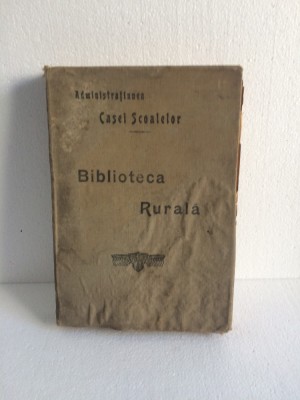 Administrațiunea
Casei Școalelor
Biblioteca
Rurală